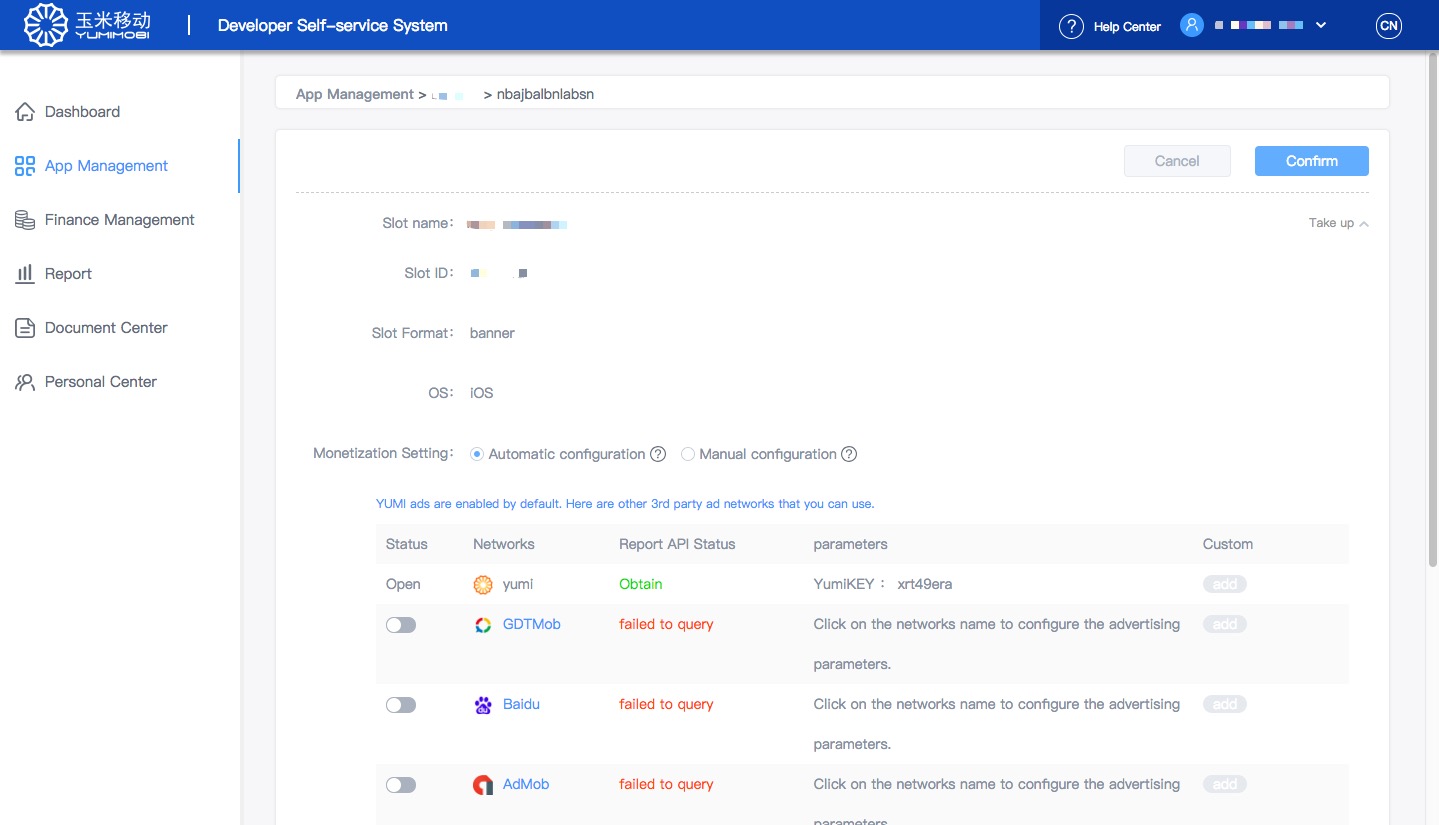 玉米移动
YUMIMOBI
Developer Self-service System
? Help Center
CN
Dashboard
App Management
Finance Management
Report
Document Center
Personal Center
App Management > > nbajbalbnlabsn
Cancel
Confirm
Slot name:
Take up
Slot ID:
Slot Format: banner
OS: iOS
Monetization Setting: Automatic configuration ? Manual configuration ?
YUMI ads are enabled by default. Here are other 3rd party ad networks that you can use.
Status Networks Report API Status parameters Custom
Open yumi Obtain YumiKEY : xrt49era add
GDTMob failed to query Click on the networks name to configure the advertising add
parameters.
du Baidu failed to query Click on the networks name to configure the advertising add
parameters.
AdMob failed to query Click on the networks name to configure the advertising add
parameters.